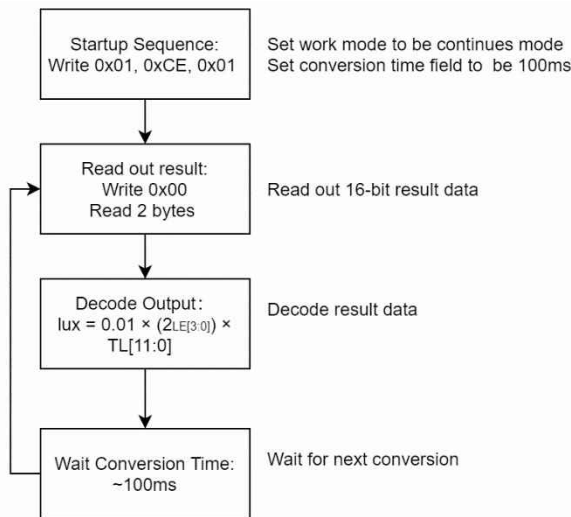 Startup Sequence:
Write 0x01, 0xCE, 0x01
Set work mode to be continues mode
Set conversion time field to  be 100ms
Read out result:
Write 0x00
Read 2 bytes
Read out 16-bit result data
Decode Output:
lux = 0.01 × (2LE[3:0]) ×
TL[11:0]
Decode result data
Wait Conversion Time:
~100ms
Wait for next conversion